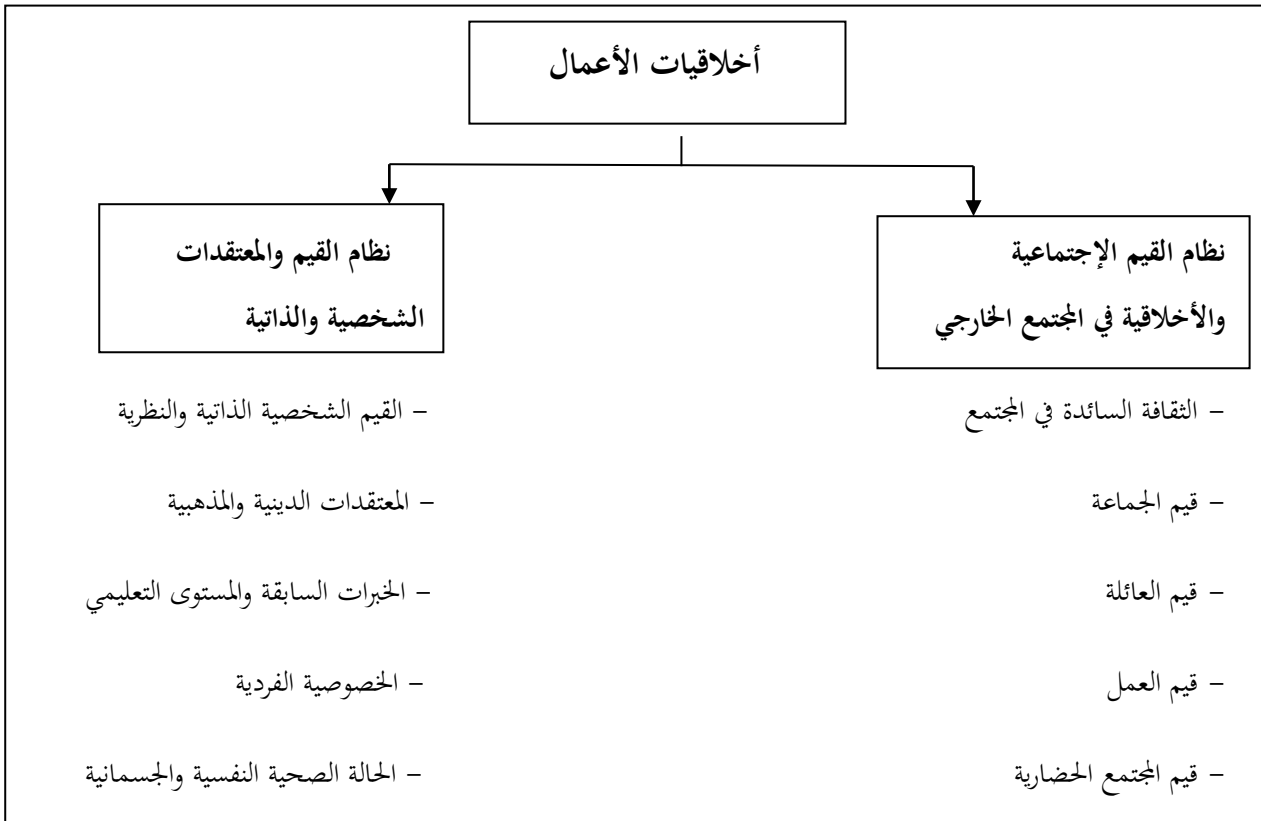 أخلاقيات الأعمال
نظام القيم الإجتماعية
والأخلاقية في المجتمع الخارجي
– الثقافة السائدة في المجتمع
– قيم الجماعة
– قيم العائلة
– قيم العمل
– قيم المجتمع الحضارية
نظام القيم والمعتقدات
الشخصية والذاتية
– القيم الشخصية الذاتية والنظرية
– المعتقدات الدينية والمذهبية
– الخبرات السابقة والمستوى التعليمي
– الخصوصية الفردية
– الحالة الصحية النفسية والجسمانية